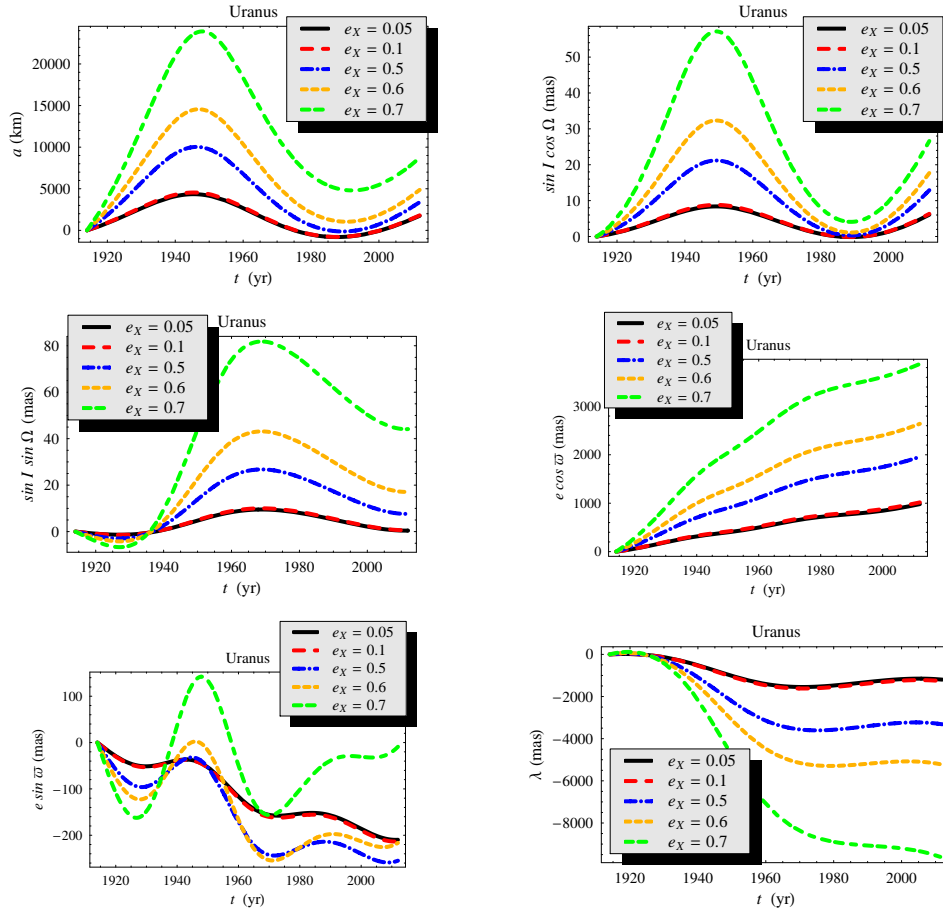 Uranus
e_X = 0.05
e_X = 0.1
e_X = 0.5
e_X = 0.6
e_X = 0.7
20000
15000
10000
5000
0
a (km)
1920 1940 1960 1980 2000
t (yr)
Uranus
e_X = 0.05
e_X = 0.1
e_X = 0.5
e_X = 0.6
e_X = 0.7
50
40
30
20
10
0
sin I cos Ω (mas)
1920 1940 1960 1980 2000
t (yr)
Uranus
e_X = 0.05
e_X = 0.1
e_X = 0.5
e_X = 0.6
e_X = 0.7
80
60
40
20
0
sin I sin Ω (mas)
1920 1940 1960 1980 2000
t (yr)
Uranus
e_X = 0.05
e_X = 0.1
e_X = 0.5
e_X = 0.6
e_X = 0.7
3000
2000
1000
0
e cos ϖ (mas)
1920 1940 1960 1980 2000
t (yr)
Uranus
e_X = 0.05
e_X = 0.1
e_X = 0.5
e_X = 0.6
e_X = 0.7
100
0
−100
−200
e sin ϖ (mas)
1920 1940 1960 1980 2000
t (yr)
Uranus
0
−2000
−4000
−6000
−8000
λ (mas)
e_X = 0.05
e_X = 0.1
e_X = 0.5
e_X = 0.6
e_X = 0.7
1920 1940 1960 1980 2000
t (yr)